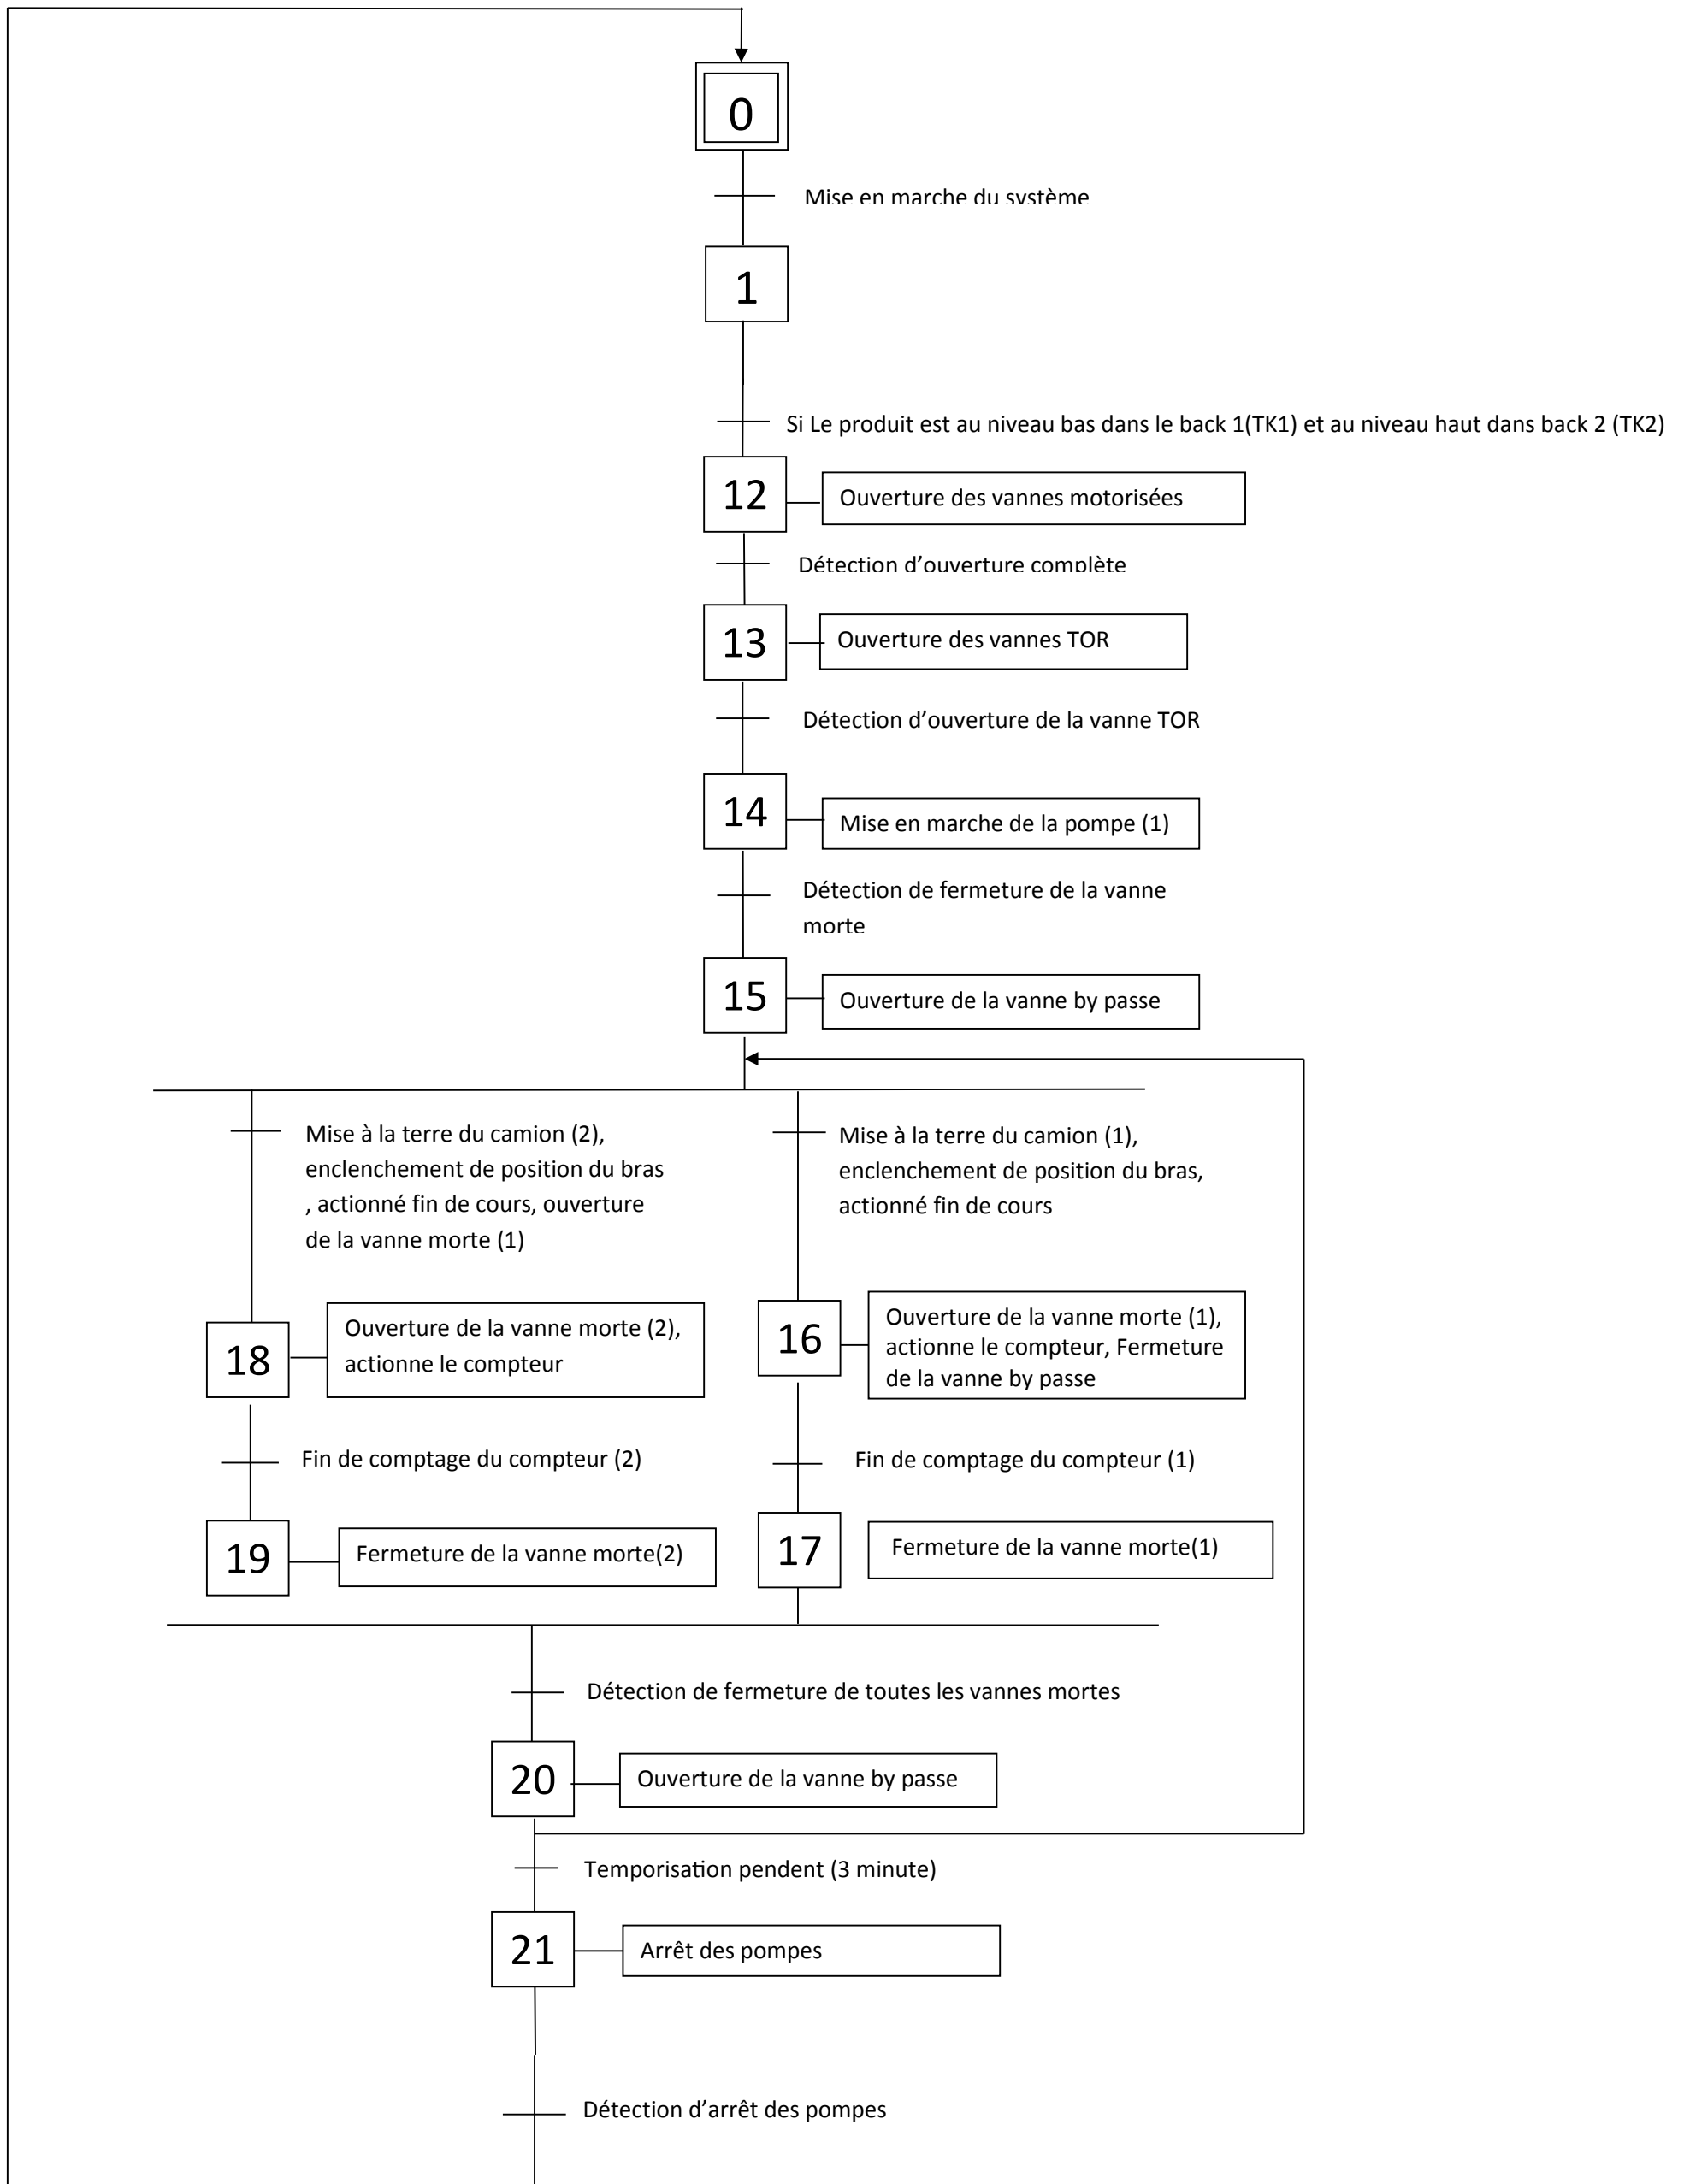 0
Mise en marche du système
1
Si Le produit est au niveau bas dans le back 1(TK1) et au niveau haut dans back 2 (TK2)
12
Ouverture des vannes motorisées
Détection d’ouverture complète
13
Ouverture des vannes TOR
Détection d’ouverture de la vanne TOR
14
Mise en marche de la pompe (1)
Détection de fermeture de la vanne
morte
15
Ouverture de la vanne by passe
Mise à la terre du camion (2),
enclenchement de position du bras
, actionné fin de cours, ouverture
de la vanne morte (1)
Mise à la terre du camion (1),
enclenchement de position du bras,
actionné fin de cours
18
Ouverture de la vanne morte (2),
actionne le compteur
16
Ouverture de la vanne morte (1),
actionne le compteur, Fermeture
de la vanne by passe
Fin de comptage du compteur (2)
Fin de comptage du compteur (1)
19
Fermeture de la vanne morte(2)
17
Fermeture de la vanne morte(1)
Détection de fermeture de toutes les vannes mortes
20
Ouverture de la vanne by passe
Temporisation pendent (3 minute)
21
Arrêt des pompes
Détection d’arrêt des pompes